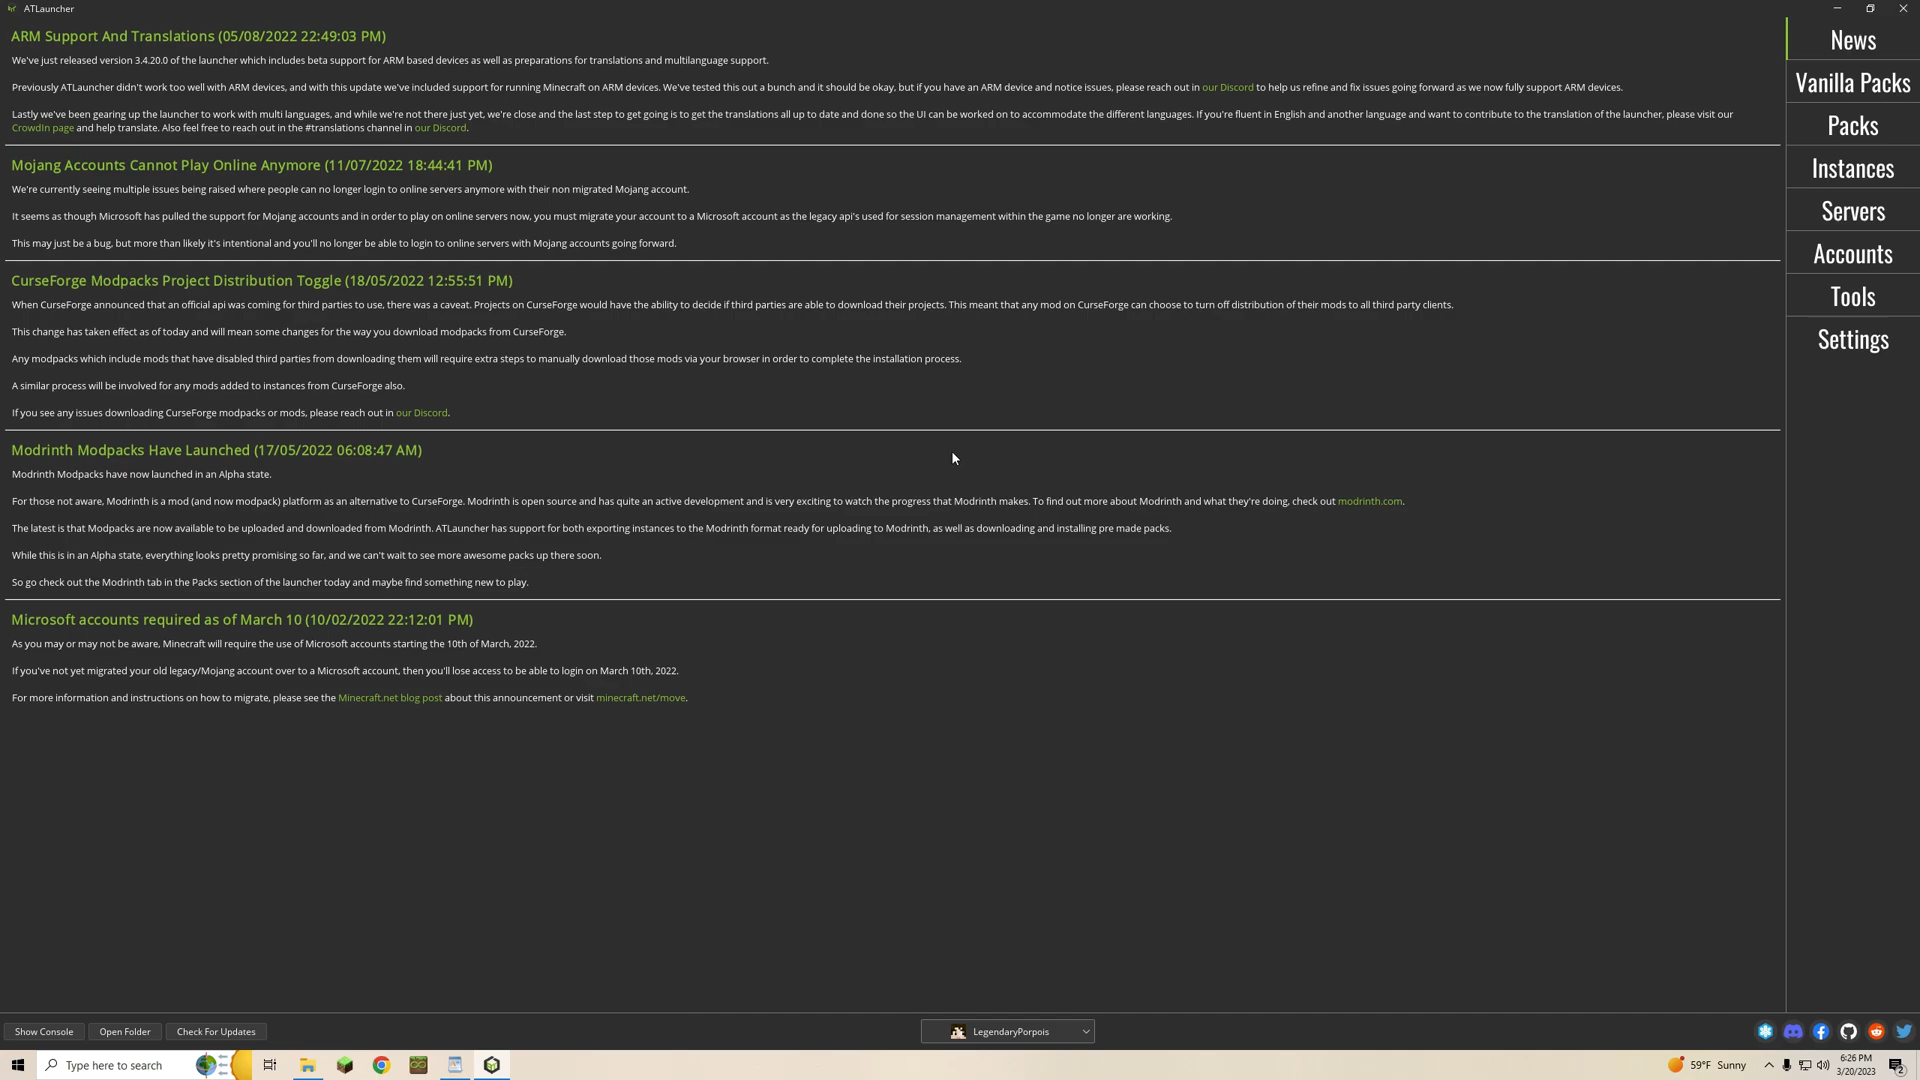 ATLauncher
ARM Support And Translations (05/08/2022 22:49:03 PM)
We've just released version 3.4.20.0 of the launcher which includes beta support for ARM based devices as well as preparations for translations and multilanguage support.
Previously ATLauncher didn't work too well with ARM devices, and with this update we've included support for running Minecraft on ARM devices. We've tested this out a bunch and it should be okay, but if you have an ARM device and notice issues, please reach out in our Discord to help us refine and fix issues going forward as we now fully support ARM devices.
Lastly we've been gearing up the launcher to work with multi languages, and while we're not there just yet, we're close and the last step to get going is to get the translations all up to date and done so the UI can be worked on to accommodate the different languages. If you're fluent in English and another language and want to contribute to the translation of the launcher, please visit our
CrowdIn page and help translate. Also feel free to reach out in the #translations channel in our Discord.
Mojang Accounts Cannot Play Online Anymore (11/07/2022 18:44:41 PM)
We're currently seeing multiple issues being raised where people can no longer login to online servers anymore with their non migrated Mojang account.
It seems as though Microsoft has pulled the support for Mojang accounts and in order to play on online servers now, you must migrate your account to a Microsoft account as the legacy api's used for session management within the game no longer are working.
This may just be a bug, but more than likely it's intentional and you'll no longer be able to login to online servers with Mojang accounts going forward.
CurseForge Modpacks Project Distribution Toggle (18/05/2022 12:55:51 PM)
When CurseForge announced that an official api was coming for third parties to use, there was a caveat. Projects on CurseForge would have the ability to decide if third parties are able to download their projects. This meant that any mod on CurseForge can choose to turn off distribution of their mods to all third party clients.
This change has taken effect as of today and will mean some changes for the way you download modpacks from CurseForge.
Any modpacks which include mods that have disabled third parties from downloading them will require extra steps to manually download those mods via your browser in order to complete the installation process.
A similar process will be involved for any mods added to instances from CurseForge also.
If you see any issues downloading CurseForge modpacks or mods, please reach out in our Discord.
Modrinth Modpacks Have Launched (17/05/2022 06:08:47 AM)
Modrinth Modpacks have now launched in an Alpha state.
For those not aware, Modrinth is a mod (and now modpack) platform as an alternative to CurseForge. Modrinth is open source and has quite an active development and is very exciting to watch the progress that Modrinth makes. To find out more about Modrinth and what they're doing, check out modrinth.com.
The latest is that Modpacks are now available to be uploaded and downloaded from Modrinth. ATLauncher has support for both exporting instances to the Modrinth format ready for uploading to Modrinth, as well as downloading and installing pre made packs.
While this is in an Alpha state, everything looks pretty promising so far, and we can't wait to see more awesome packs up there soon.
So go check out the Modrinth tab in the Packs section of the launcher today and maybe find something new to play.
Microsoft accounts required as of March 10 (10/02/2022 22:12:01 PM)
As you may or may not be aware, Minecraft will require the use of Microsoft accounts starting the 10th of March, 2022.
If you've not yet migrated your old legacy/Mojang account over to a Microsoft account, then you'll lose access to be able to login on March 10th, 2022.
For more information and instructions on how to migrate, please see the Minecraft.net blog post about this announcement or visit minecraft.net/move.
News
Vanilla Packs
Packs
Instances
Servers
Accounts
Tools
Settings
Show Console
Open Folder
Check For Updates
LegendaryPorpois
Type here to search
59°F Sunny
6:26 PM
3/20/2023
2